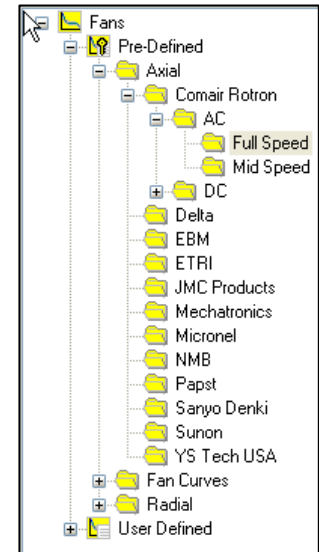 Fans
Pre-Defined
Axial
Comair Rotron
AC
Full Speed
Mid Speed
DC
Delta
EBM
ETRI
JMC Products
Mechatronics
Micronel
NMB
Papst
Sanyo Denki
Sunon
YS Tech USA
Fan Curves
Radial
User Defined